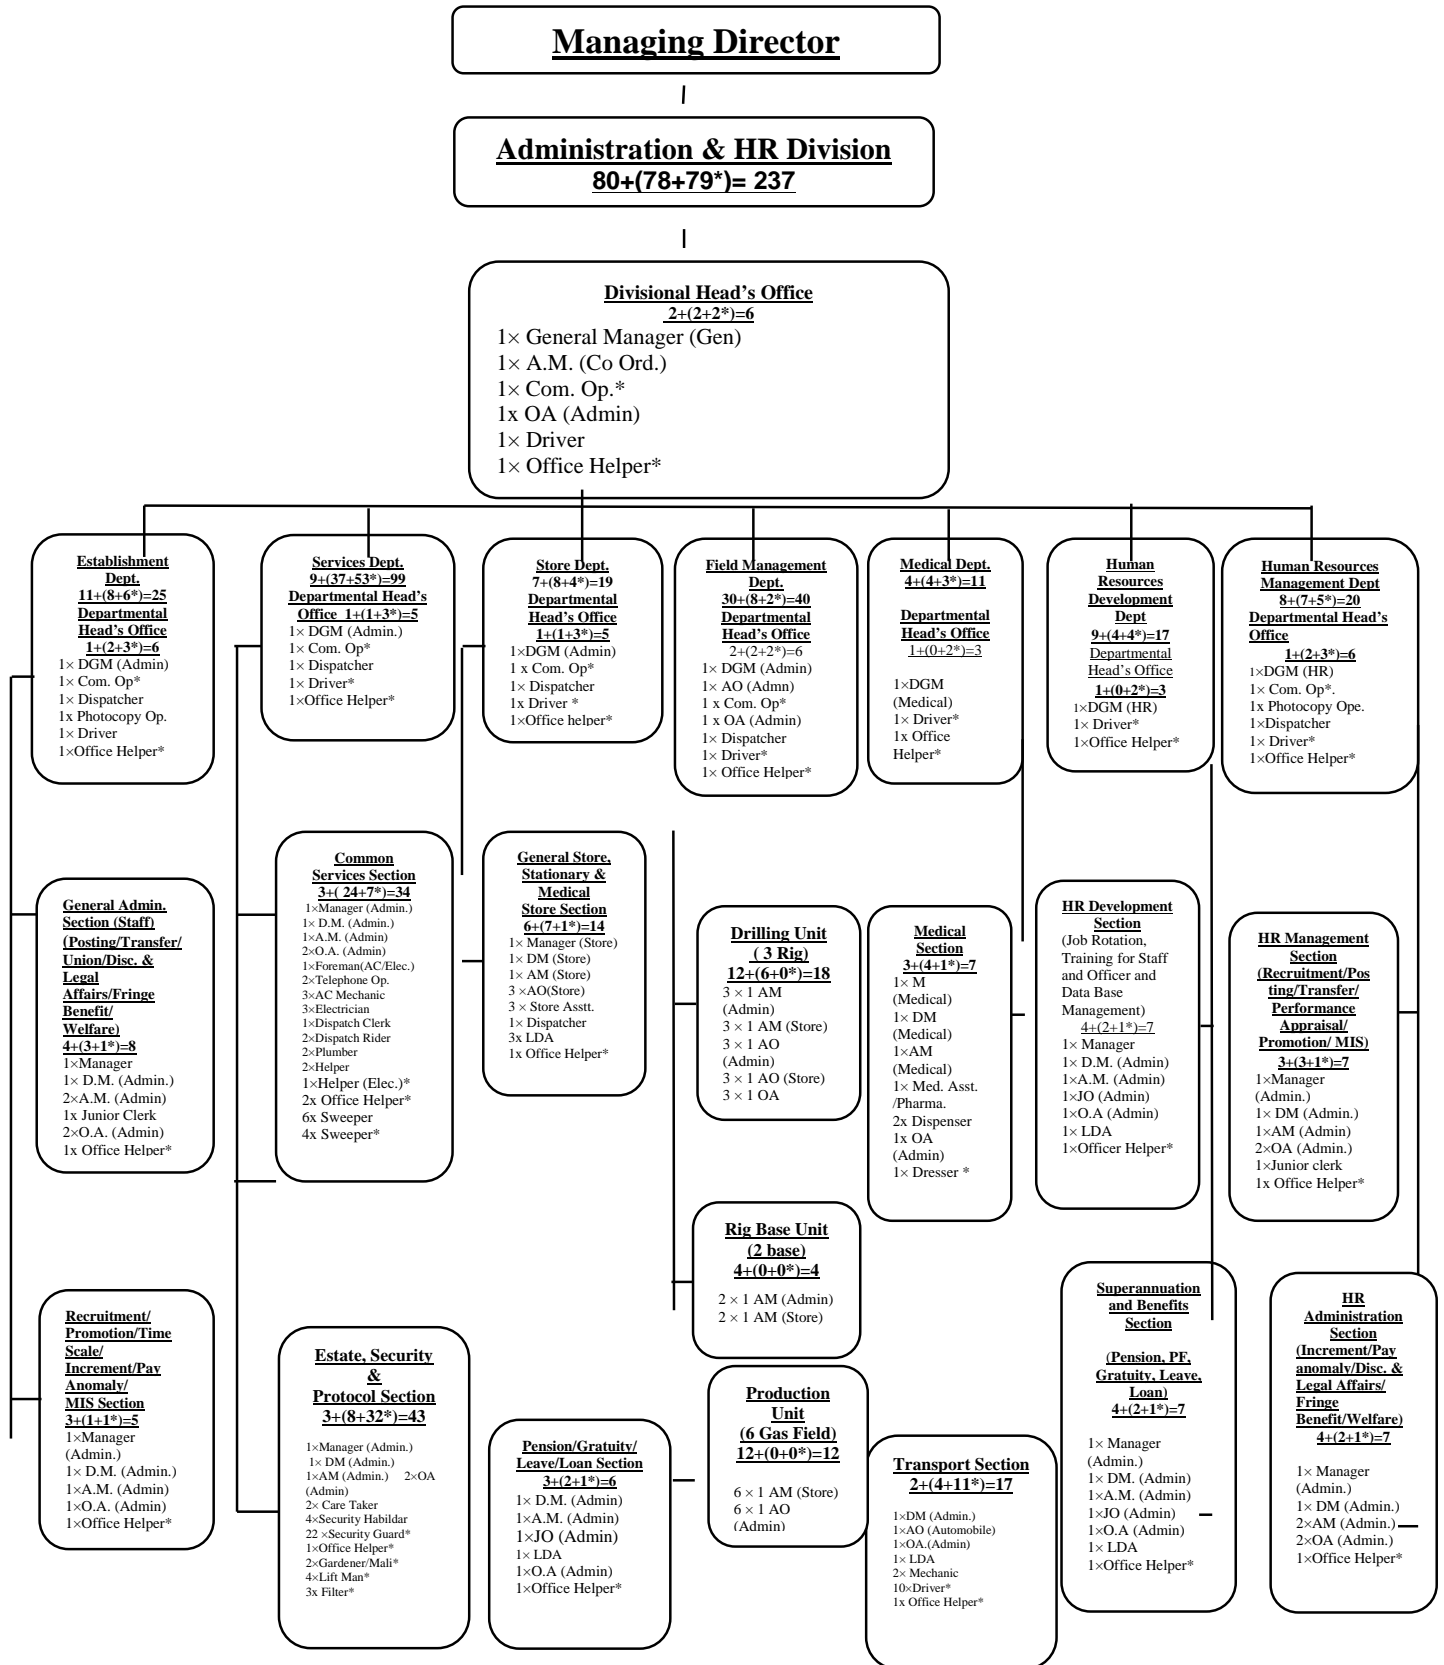 Managing Director
Administration & HR Division
80+(78+79*)= 237
Divisional Head's Office
2+(2+2*)=6
1× General Manager (Gen)
1× A.M. (Co Ord.)
1× Com. Op.*
1x OA (Admin)
1× Driver
1× Office Helper*
Establishment
Dept.
11+(8+6*)=25
Departmental
Head's Office
1+(2+3*)=6
1× DGM (Admin)
1× Com. Op*
1× Dispatcher
1x Photocopy Op.
1× Driver
1×Office Helper*
Services Dept.
9+(37+53*)=99
Departmental Head's
Office 1+(1+3*)=5
1× DGM (Admin.)
1× Com. Op*
1× Dispatcher
1× Driver*
1×Office Helper*
Store Dept.
7+(8+4*)=19
Departmental
Head's Office
1+(1+3*)=5
1×DGM (Admin)
1 x Com. Op*
1× Dispatcher
1x Driver *
1×Office helper*
Field Management
Dept.
30+(8+2*)=40
Departmental
Head's Office
2+(2+2*)=6
1× DGM (Admin)
1× AO (Admn)
1 x Com. Op*
1 x OA (Admin)
1× Dispatcher
1× Driver*
1× Office Helper*
Medical Dept.
4+(4+3*)=11
Departmental
Head's Office
1+(0+2*)=3
1×DGM
(Medical)
1× Driver*
1x Office
Helper*
Human
Resources
Development
Dept
9+(4+4*)=17
Departmental
Head's Office
1+(0+2*)=3
1×DGM (HR)
1× Driver*
1×Office Helper*
Human Resources
Management Dept
8+(7+5*)=20
Departmental Head's
Office
1+(2+3*)=6
1×DGM (HR)
1× Com. Op*.
1x Photocopy Ope.
1×Dispatcher
1× Driver*
1×Office Helper*
General Admin.
Section (Staff)
(Posting/Transfer/
Union/Disc. &
Legal
Affairs/Fringe
Benefit/
Welfare)
4+(3+1*)=8
1×Manager
1× D.M. (Admin.)
2×A.M. (Admin)
1x Junior Clerk
2×O.A. (Admin)
1x Office Helper*
Common
Services Section
3+( 24+7*)=34
1×Manager (Admin.)
1× D.M. (Admin.)
1×A.M. (Admin)
2×O.A. (Admin)
1×Foreman(AC/Elec.)
2×Telephone Op.
3×AC Mechanic
3×Electrician
1×Dispatch Clerk
2×Dispatch Rider
2×Plumber
2×Helper
1×Helper (Elec.)*
2x Office Helper*
6x Sweeper
4x Sweeper*
General Store,
Stationary &
Medical
Store Section
6+(7+1*)=14
1× Manager (Store)
1× DM (Store)
1× AM (Store)
3 ×AO(Store)
3 × Store Asstt.
1× Dispatcher
3x LDA
1x Office Helper*
Drilling Unit
( 3 Rig)
12+(6+0*)=18
3 × 1 AM
(Admin)
3 × 1 AM (Store)
3 × 1 AO
(Admin)
3 × 1 AO (Store)
3 × 1 OA
Medical
Section
3+(4+1*)=7
1× M
(Medical)
1× DM
(Medical)
1×AM
(Medical)
1× Med. Asst.
/Pharma.
2x Dispenser
1x OA
(Admin)
1× Dresser *
HR Development
Section
(Job Rotation,
Training for Staff
and Officer and
Data Base
Management)
4+(2+1*)=7
1× Manager
1× D.M. (Admin)
1×A.M. (Admin)
1×JO (Admin)
1×O.A (Admin)
1× LDA
1×Officer Helper*
HR Management
Section
(Recruitment/Pos
ting/Transfer/
Performance
Appraisal/
Promotion/ MIS)
3+(3+1*)=7
1×Manager
(Admin.)
1× DM (Admin.)
1×AM (Admin)
2×OA (Admin.)
1×Junior clerk
1x Office Helper*
Rig Base Unit
(2 base)
4+(0+0*)=4
2 × 1 AM (Admin)
2 × 1 AM (Store)
Recruitment/
Promotion/Time
Scale/
Increment/Pay
Anomaly/
MIS Section
3+(1+1*)=5
1×Manager
(Admin.)
1× D.M. (Admin.)
1×A.M. (Admin)
1×O.A. (Admin)
1×Office Helper*
Estate, Security
&
Protocol Section
3+(8+32*)=43
1×Manager (Admin.)
1× DM (Admin.)
1×AM (Admin.) 2×OA
(Admin)
2× Care Taker
4×Security Habildar
22 ×Security Guard*
1×Office Helper*
2×Gardener/Mali*
4×Lift Man*
3x Filter*
Pension/Gratuity/
Leave/Loan Section
3+(2+1*)=6
1× D.M. (Admin)
1×A.M. (Admin)
1×JO (Admin)
1× LDA
1×O.A (Admin)
1×Office Helper*
Production
Unit
(6 Gas Field)
12+(0+0*)=12
6 × 1 AM (Store)
6 × 1 AO
(Admin)
Transport Section
2+(4+11*)=17
1×DM (Admin.)
1×AO (Automobile)
1×OA.(Admin)
1× LDA
2× Mechanic
10×Driver*
1x Office Helper*
Superannuation
and Benefits
Section
(Pension, PF,
Gratuity, Leave,
Loan)
4+(2+1*)=7
1× Manager
(Admin.)
1× DM. (Admin)
1×A.M. (Admin)
1×JO (Admin)
1×O.A (Admin)
1× LDA
1×Office Helper*
HR
Administration
Section
(Increment/Pay
anomaly/Disc. &
Legal Affairs/
Fringe
Benefit/Welfare)
4+(2+1*)=7
1× Manager
(Admin.)
1× DM (Admin.)
2×AM (Admin.)
2×OA (Admin.)
1×Office Helper*